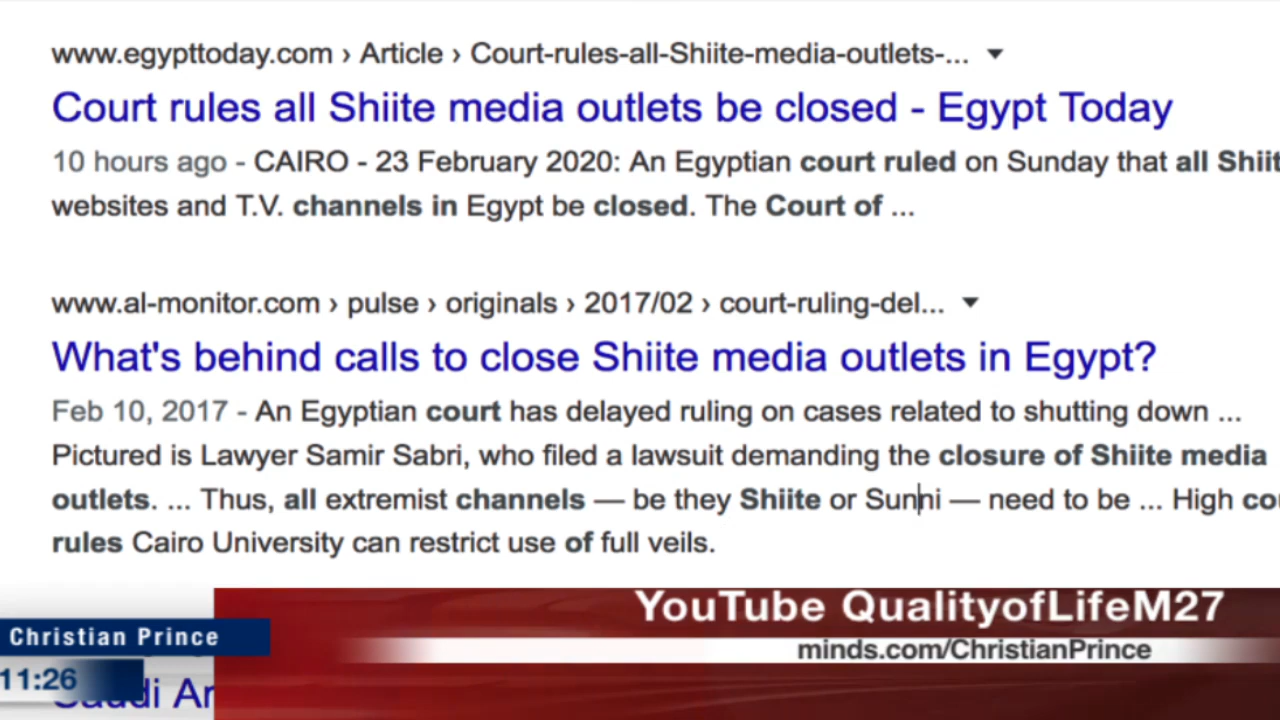 www.egypttoday.com › Article › Court-rules-all-Shiite-media-outlets-...
Court rules all Shiite media outlets be closed - Egypt Today
10 hours ago - CAIRO - 23 February 2020: An Egyptian court ruled on Sunday that all Shiit
websites and T.V. channels in Egypt be closed. The Court of ...
www.al-monitor.com › pulse › originals › 2017/02 › court-ruling-del...
What's behind calls to close Shiite media outlets in Egypt?
Feb 10, 2017 - An Egyptian court has delayed ruling on cases related to shutting down ...
Pictured is Lawyer Samir Sabri, who filed a lawsuit demanding the closure of Shiite media
outlets. ... Thus, all extremist channels — be they Shiite or Sunni — need to be ... High co
rules Cairo University can restrict use of full veils.
YouTube QualityofLifeM27
Christian Prince
minds.com/ChristianPrince
11:26
Saudi Ar